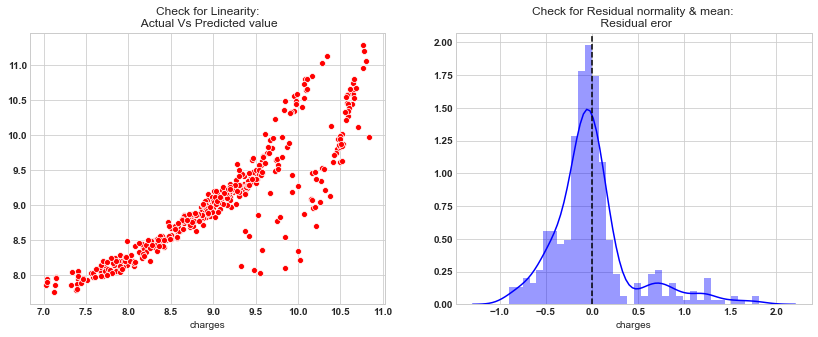 Check for Linearity:
Actual Vs Predicted value
11.0
10.5
10.0
9.5
9.0
8.5
8.0
7.0 7.5 8.0 8.5 9.0 9.5 10.0 10.5 11.0
charges
Check for Residual normality & mean:
Residual eror
2.00
1.75
1.50
1.25
1.00
0.75
0.50
0.25
0.00
−1.0 −0.5 0.0 0.5 1.0 1.5 2.0
charges